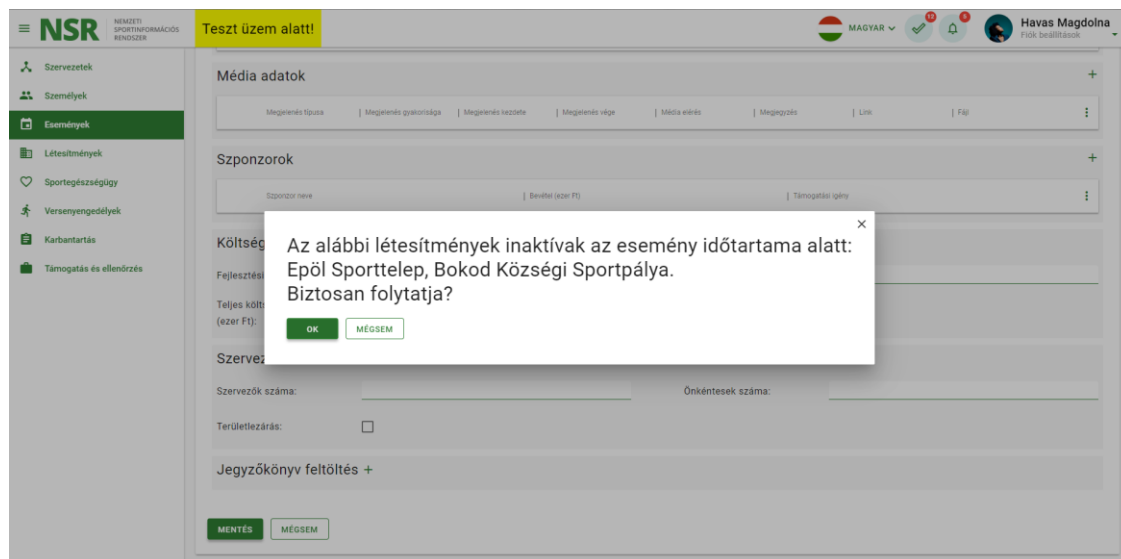 NSR
NEMZETI
SPORTINFORMÁCIÓS
RENDSZER
Teszt üzem alatt!
MAGYAR
12
5
Havas Magdolna
Fiók beállítások
Szervezetek
Személyek
Események
Létesítmények
Sportegészségügy
Versenyengedélyek
Karbantartás
Támogatás és ellenőrzés
Média adatok
Megjelenés típusa | Megjelenés gyakorisága | Megjelenés kezdete | Megjelenés vége | Média elérés | Megjegyzés | Link | Fájl
Szponzorok
Szponzor neve | Bevétel (ezer Ft) | Támogatási igény
Az alábbi létesítmények inaktívak az esemény időtartama alatt:
Epöl Sporttelep, Bokod Községi Sportpálya.
Biztosan folytatja?
OK MÉGSEM
Költség
Fejlesztési
Teljes költs
(ezer Ft):
Szervez
Szervezők száma: Önkéntesek száma:
Területlezárás:
Jegyzőkönyv feltöltés +
MENTÉS MÉGSEM